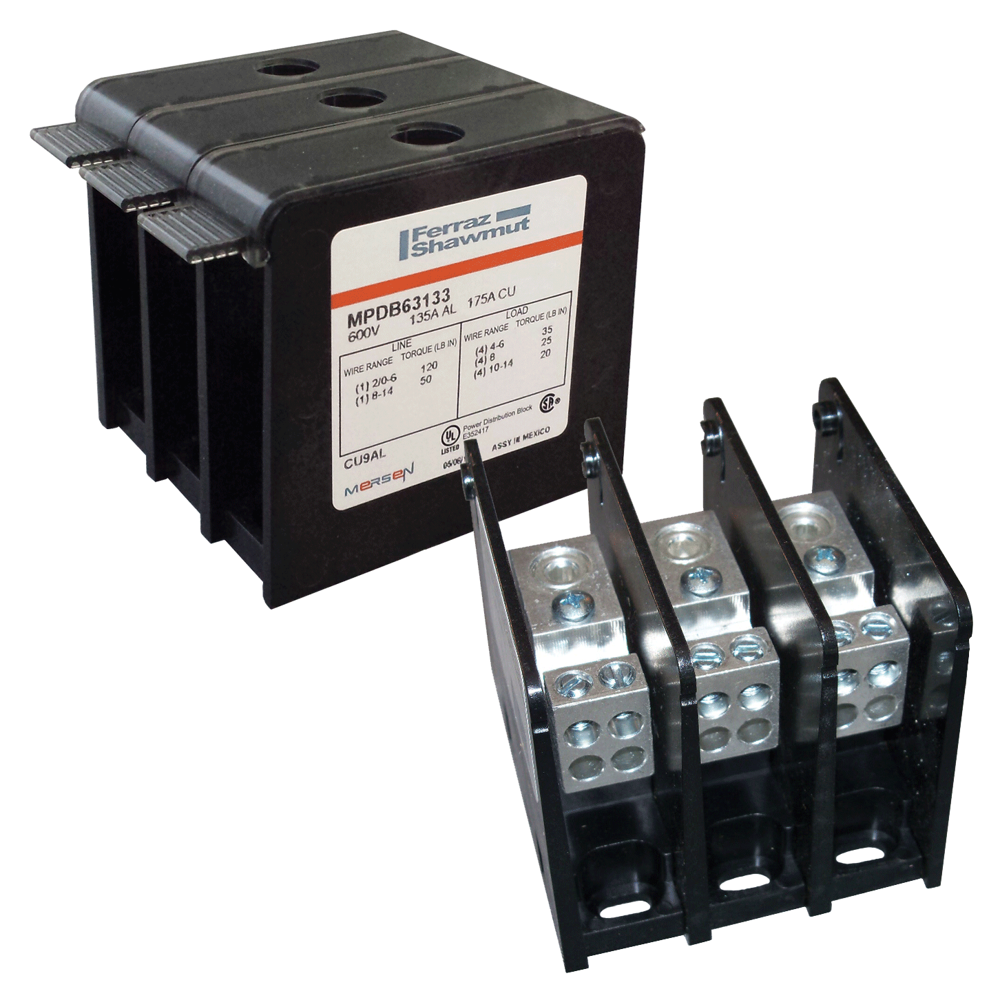 Ferraz
Shawmut
MPDB63133
600V 135A AL 175A CU
LINE
WIRE RANGE TORQUE (LB IN)
(1) 2/0-6 120
(1) 8-14 50
LOAD
WIRE RANGE TORQUE (LB IN)
(4) 4-6 35
(4) 8 25
(4) 10-14 20
CU9AL
UL
LISTED
Power Distribution Block
E352417
SA ®
MERSEN
05/06/
ASSY IN MEXICO